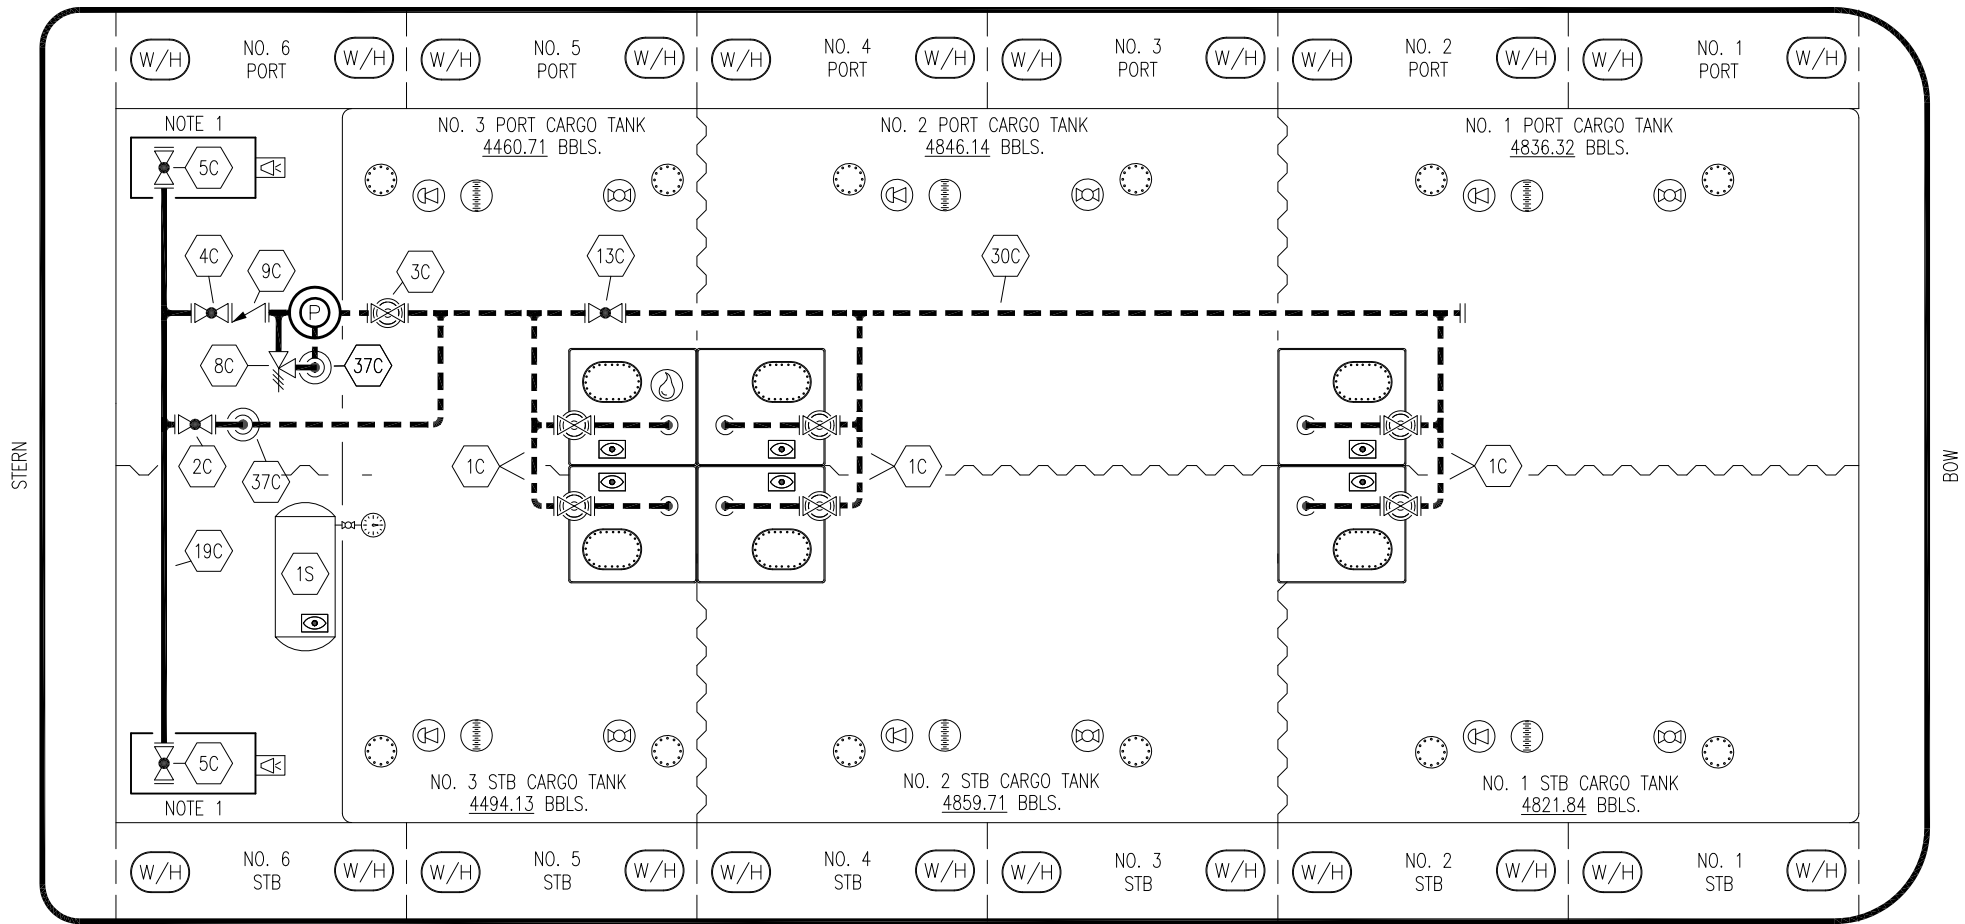 W/H
NO. 6
PORT
W/H
W/H
NO. 5
PORT
W/H
W/H
NO. 4
PORT
W/H
W/H
NO. 3
PORT
W/H
W/H
NO. 2
PORT
W/H
W/H
NO. 1
PORT
W/H
NOTE 1
5C
NO. 3 PORT CARGO TANK
4460.71 BBLS.
NO. 2 PORT CARGO TANK
4846.14 BBLS.
NO. 1 PORT CARGO TANK
4836.32 BBLS.
4C
9C
3C
13C
30C
P
8C
37C
2C
37C
1C
1C
1C
STERN
BOW
19C
1S
5C
NOTE 1
NO. 3 STB CARGO TANK
4494.13 BBLS.
NO. 2 STB CARGO TANK
4859.71 BBLS.
NO. 1 STB CARGO TANK
4821.84 BBLS.
W/H
NO. 6
STB
W/H
W/H
NO. 5
STB
W/H
W/H
NO. 4
STB
W/H
W/H
NO. 3
STB
W/H
W/H
NO. 2
STB
W/H
W/H
NO. 1
STB
W/H